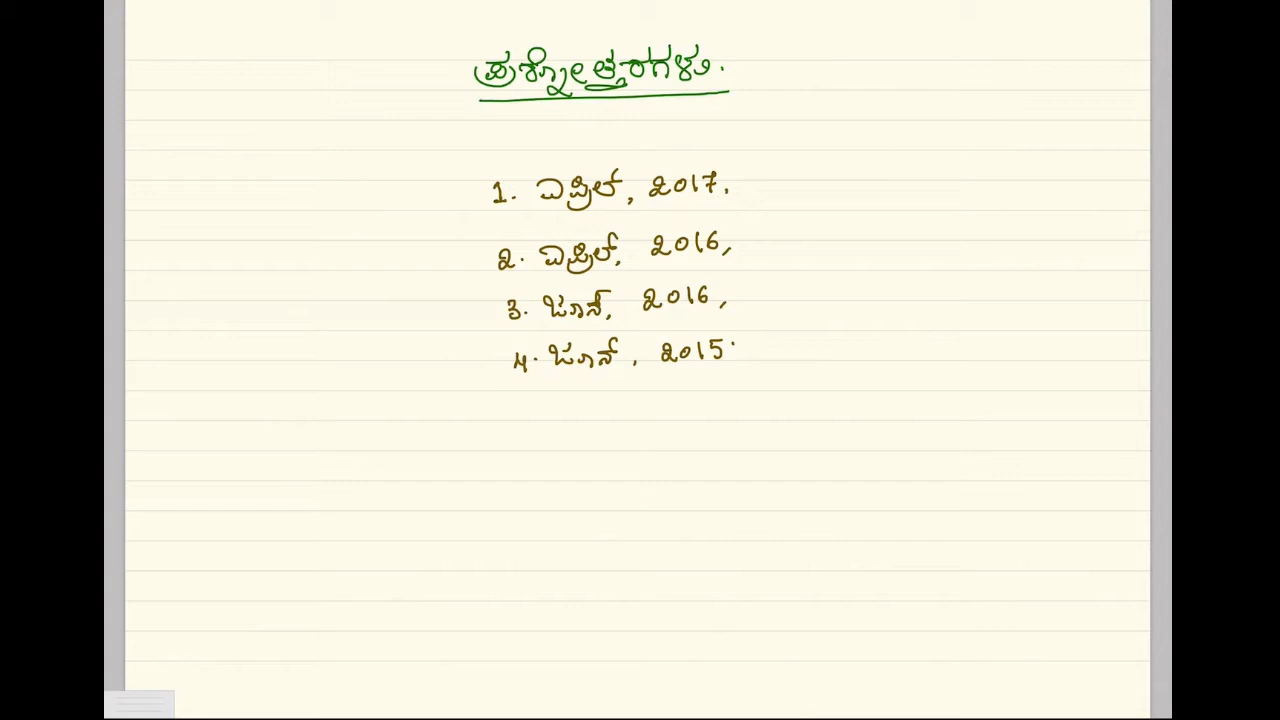 ಪ್ರಶ್ನೋತ್ತರಗಳು.
1. ಏಪ್ರಿಲ್, 2017.
2. ಏಪ್ರಿಲ್, 2016,
3. ಜೂನ್, 2016,
4. ಜೂನ್, 2015.